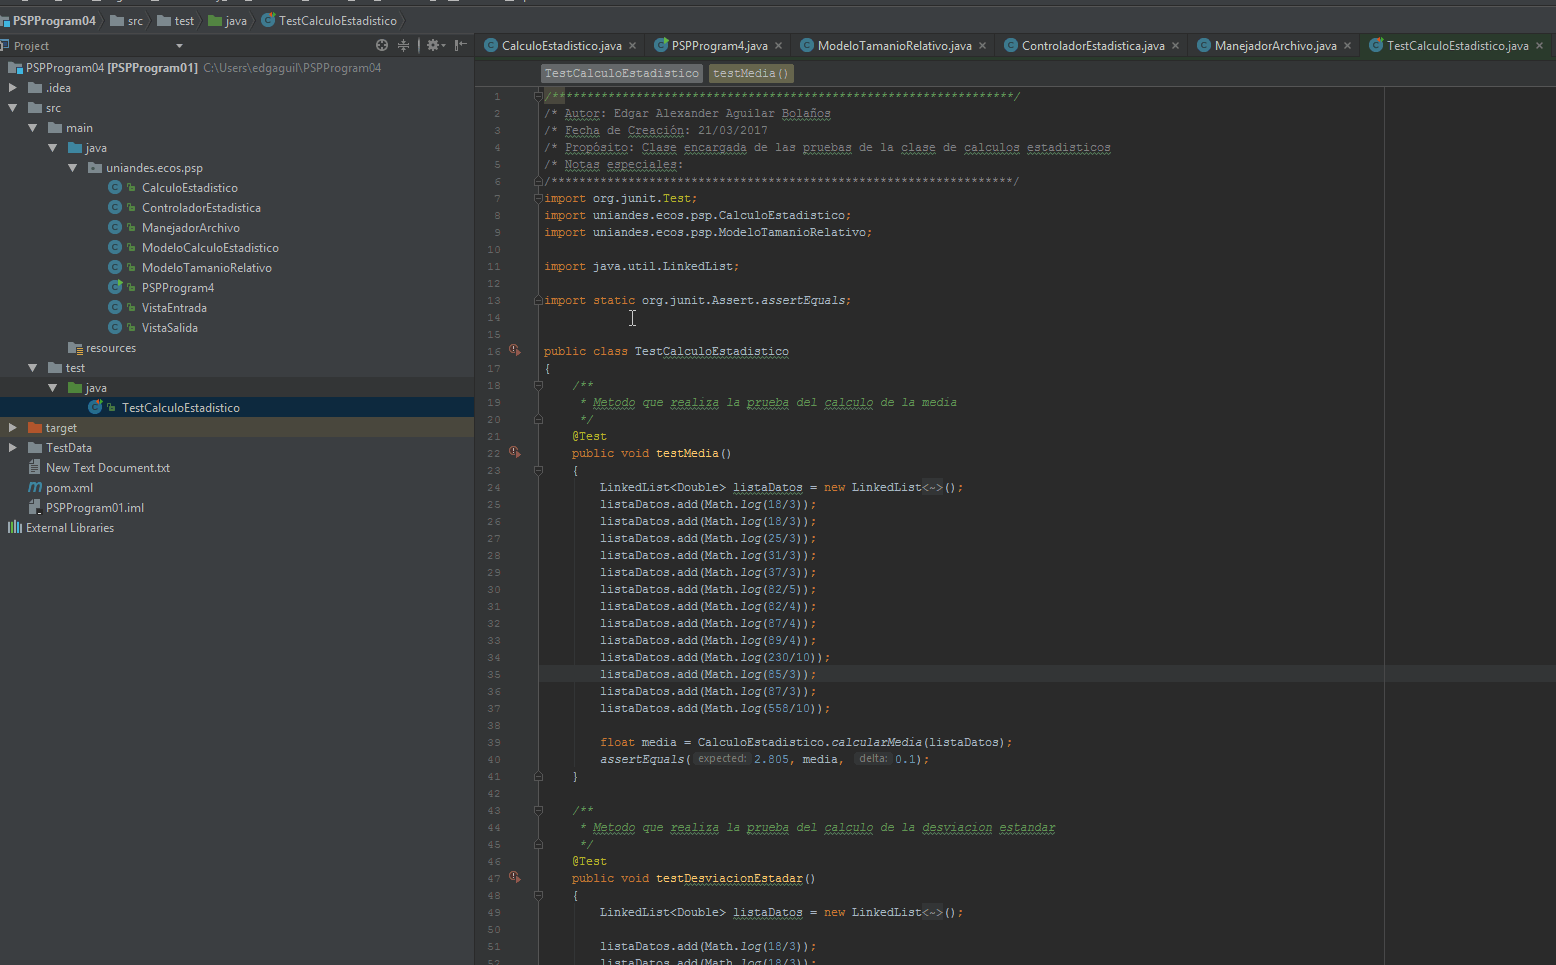 PSPProgram04 src test java TestCalculoEstadistico
Project
CalculoEstadistico.java × PSPProgram4.java × ModeloTamanioRelativo.java × ControladorEstadistica.java × ManejadorArchivo.java × TestCalculoEstadistico.java ×
PSPProgram04 [PSPProgram01] C:\Users\edgaguil\PSPProgram04
.idea
src
main
java
uniandes.ecos.psp
CalculoEstadistico
ControladorEstadistica
ManejadorArchivo
ModeloCalculoEstadistico
ModeloTamanioRelativo
PSPProgram4
VistaEntrada
VistaSalida
resources
test
java
TestCalculoEstadistico
target
TestData
New Text Document.txt
pom.xml
PSPProgram01.iml
External Libraries
TestCalculoEstadistico testMedia()
1 /******************************************************************/
2 /* Autor: Edgar Alexander Aguilar Bolaños
3 /* Fecha de Creación: 21/03/2017
4 /* Propósito: Clase encargada de las pruebas de la clase de calculos estadisticos
5 /* Notas especiales:
6 /******************************************************************/
7 import org.junit.Test;
8 import uniandes.ecos.psp.CalculoEstadistico;
9 import uniandes.ecos.psp.ModeloTamanioRelativo;
10
11 import java.util.LinkedList;
12
13 import static org.junit.Assert.assertEquals;
14
15
16 public class TestCalculoEstadistico
17 {
18 /**
19 * Metodo que realiza la prueba del calculo de la media
20 */
21 @Test
22 public void testMedia()
23 {
24 LinkedList<Double> listaDatos = new LinkedList<~>();
25 listaDatos.add(Math.log(18/3));
26 listaDatos.add(Math.log(18/3));
27 listaDatos.add(Math.log(25/3));
28 listaDatos.add(Math.log(31/3));
29 listaDatos.add(Math.log(37/3));
30 listaDatos.add(Math.log(82/5));
31 listaDatos.add(Math.log(82/4));
32 listaDatos.add(Math.log(87/4));
33 listaDatos.add(Math.log(89/4));
34 listaDatos.add(Math.log(230/10));
35 listaDatos.add(Math.log(85/3));
36 listaDatos.add(Math.log(87/3));
37 listaDatos.add(Math.log(558/10));
38
39 float media = CalculoEstadistico.calcularMedia(listaDatos);
40 assertEquals( expected: 2.805, media, delta: 0.1);
41 }
42
43 /**
44 * Metodo que realiza la prueba del calculo de la desviacion estandar
45 */
46 @Test
47 public void testDesviacionEstadar()
48 {
49 LinkedList<Double> listaDatos = new LinkedList<~>();
50
51 listaDatos.add(Math.log(18/3));
52 listaDatos.add(Math.log(18/3));